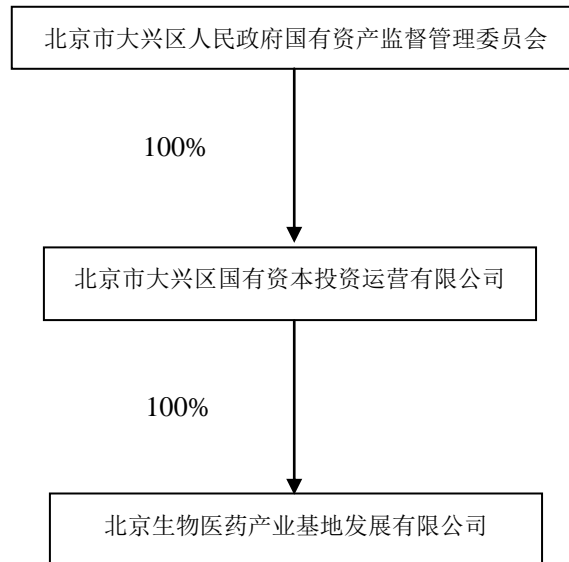 北京市大兴区人民政府国有资产监督管理委员会
100%
北京市大兴区国有资本投资运营有限公司
100%
北京生物医药产业基地发展有限公司